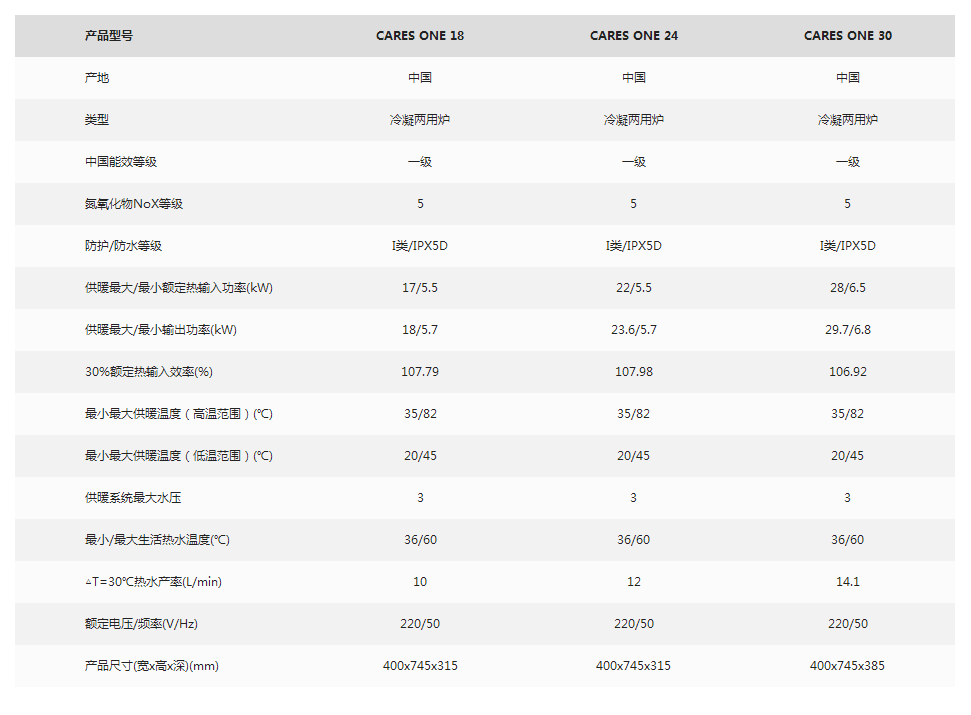 产品型号 CARES ONE 18 CARES ONE 24 CARES ONE 30
产地 中国 中国 中国
类型 冷凝两用炉 冷凝两用炉 冷凝两用炉
中国能效等级 一级 一级 一级
氮氧化物NoX等级 5 5 5
防护/防水等级 I类/IPX5D I类/IPX5D I类/IPX5D
供暖最大/最小额定热输入功率(kW) 17/5.5 22/5.5 28/6.5
供暖最大/最小输出功率(kW) 18/5.7 23.6/5.7 29.7/6.8
30%额定热输入效率(%) 107.79 107.98 106.92
最小最大供暖温度（高温范围）(℃) 35/82 35/82 35/82
最小最大供暖温度（低温范围）(℃) 20/45 20/45 20/45
供暖系统最大水压 3 3 3
最小/最大生活热水温度(℃) 36/60 36/60 36/60
△T=30℃热水产率(L/min) 10 12 14.1
额定电压/频率(V/Hz) 220/50 220/50 220/50
产品尺寸(宽x高x深)(mm) 400x745x315 400x745x315 400x745x385